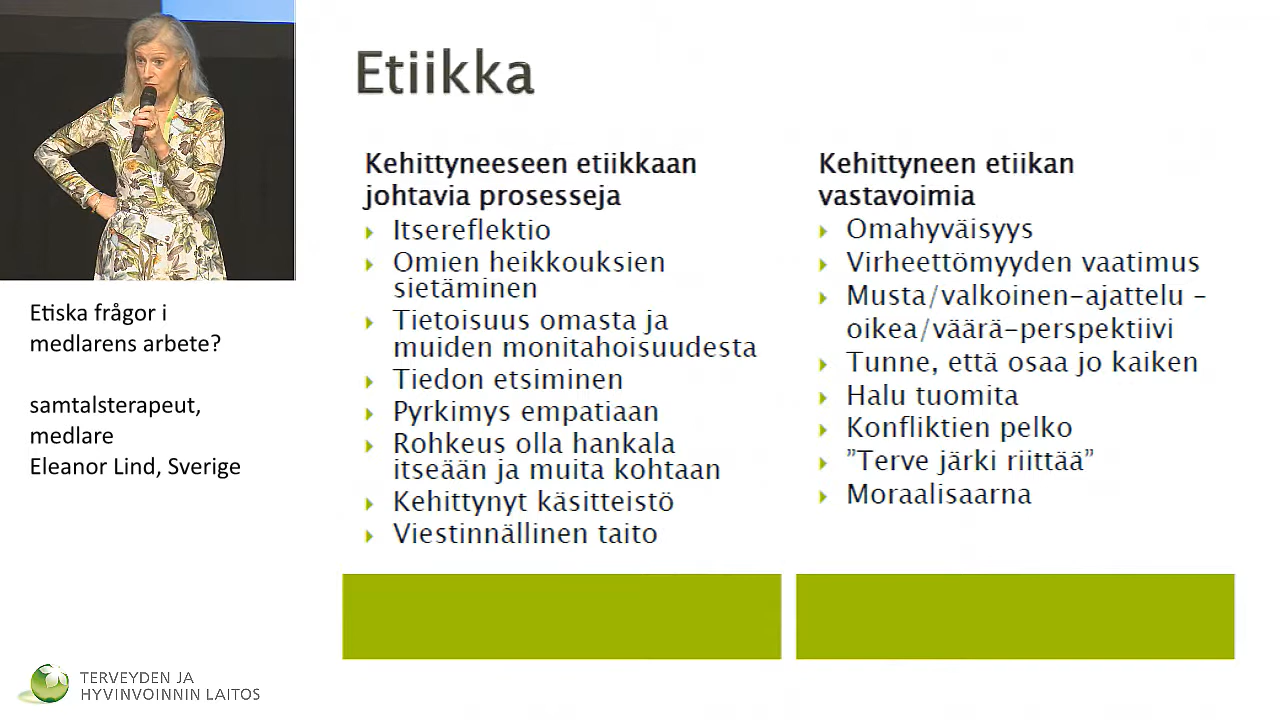 Etiikka
Kehittyneeseen etiikkaan
johtavia prosesseja
Itsereflektio
Omien heikkouksien
sietäminen
Tietoisuus omasta ja
muiden monitahoisuudesta
Tiedon etsiminen
Pyrkimys empatiaan
Rohkeus olla hankala
itseään ja muita kohtaan
Kehittynyt käsitteistö
Viestinnällinen taito
Kehittyneen etiikan
vastavoimia
Omahyväisyys
Virheettömyyden vaatimus
Musta/valkoinen-ajattelu –
oikea/väärä-perspektiivi
Tunne, että osaa jo kaiken
Halu tuomita
Konfliktien pelko
”Terve järki riittää”
Moraalisaarna
Etiska frågor i
medlarens arbete?
samtalsterapeut,
medlare
Eleanor Lind, Sverige
TERVEYDEN JA
HYVINVOINNIN LAITOS